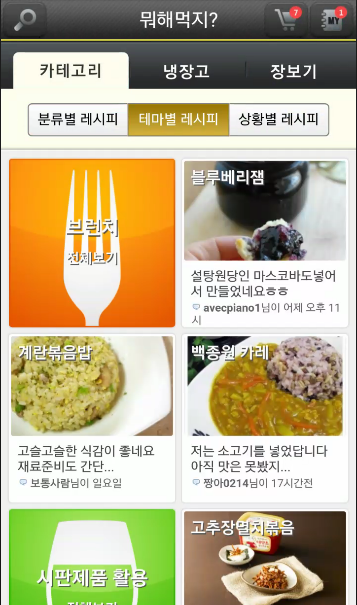 뭐해먹지?
7
MY
1
카테고리
냉장고
장보기
분류별 레시피
테마별 레시피
상황별 레시피
브런치
전체보기
블루베리잼
설탕원당인 마스코바도넣어
서 만들었네요ㅎㅎ
avecpiano1님이 어제 오후 11
시
계란볶음밥
고슬고슬한 식감이 좋네요
재료준비도 간단...
보통사람님이 일요일
백종원 카레
저는 소고기를 넣었답니다
아직 맛은 못봤지...
짱아0214님이 17시간전
시판제품 활용
전체보기
고추장멸치볶음